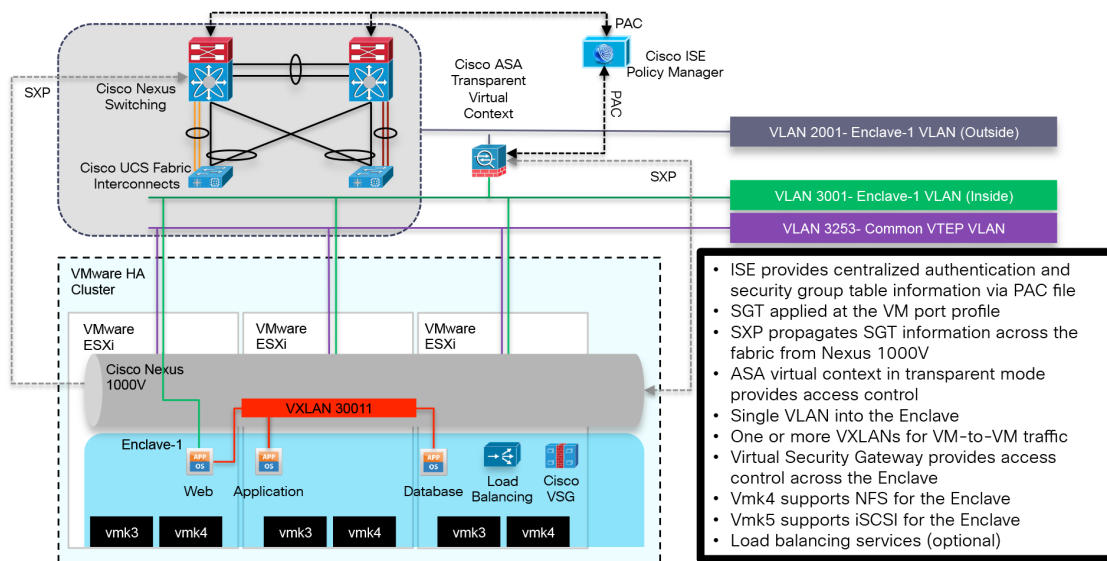 PAC
Cisco ISE
Policy Manager
PAC
SXP
Cisco Nexus
Switching
Cisco ASA
Transparent
Virtual
Context
Cisco UCS Fabric
Interconnects
SXP
VLAN 2001- Enclave-1 VLAN (Outside)
VLAN 3001- Enclave-1 VLAN (Inside)
VLAN 3253- Common VTEP VLAN
VMware HA
Cluster
VMware
ESXi
VMware
ESXi
VMware
ESXi
Cisco Nexus
1000V
VXLAN 30011
Enclave-1
APP
OS
Web
APP
OS
Application
APP
OS
Database
Load
Balancing
Cisco
VSG
vmk3
vmk4
vmk3
vmk4
vmk3
vmk4
• ISE provides centralized authentication and
security group table information via PAC file
• SGT applied at the VM port profile
• SXP propagates SGT information across the
fabric from Nexus 1000V
• ASA virtual context in transparent mode
provides access control
• Single VLAN into the Enclave
• One or more VXLANs for VM-to-VM traffic
• Virtual Security Gateway provides access
control across the Enclave
• Vmk4 supports NFS for the Enclave
• Vmk5 supports iSCSI for the Enclave
• Load balancing services (optional)